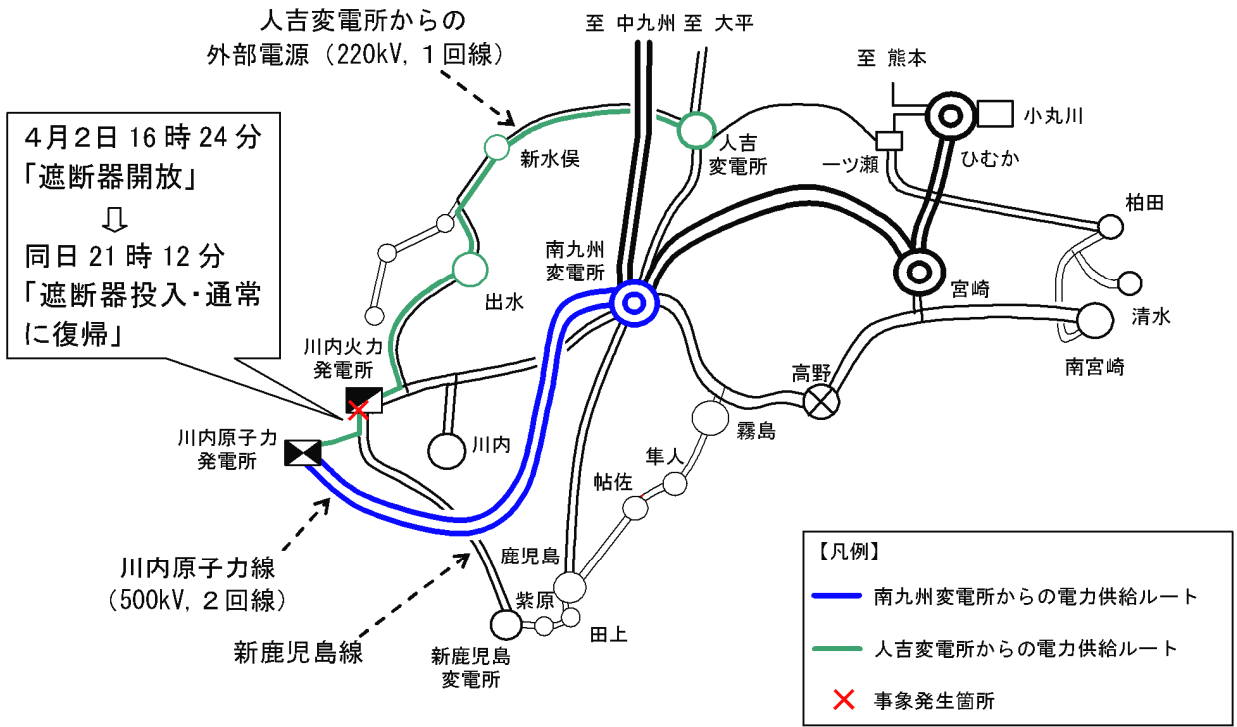 人吉変電所からの
外部電源（220kV, 1回線）
至 中九州 至 大平
至 熊本
4月2日 16時24分
「遮断器開放」
⇩
同日 21時12分
「遮断器投入・通常
に復帰」
小丸川
ひむか
一ツ瀬
人吉
変電所
新水俣
柏田
南九州
変電所
宮崎
出水
清水
南宮崎
川内火力
発電所
高野
霧島
川内原子力
発電所
川内
隼人
帖佐
川内原子力線
（500kV, 2回線）
鹿児島
紫原
田上
新鹿児島線
新鹿児島
変電所
【凡例】
南九州変電所からの電力供給ルート
人吉変電所からの電力供給ルート
事象発生箇所